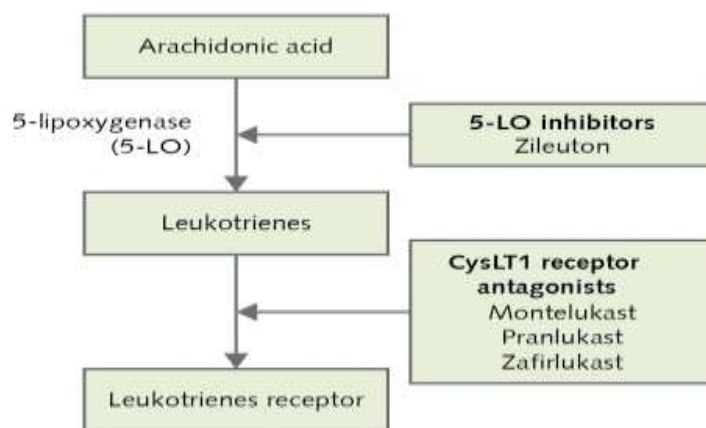 Arachidonic acid
5-lipoxygenase
(5-LO)
5-LO inhibitors
Zileuton
Leukotrienes
CysLT1 receptor
antagonists
Montelukast
Pranlukast
Zafirlukast
Leukotrienes receptor